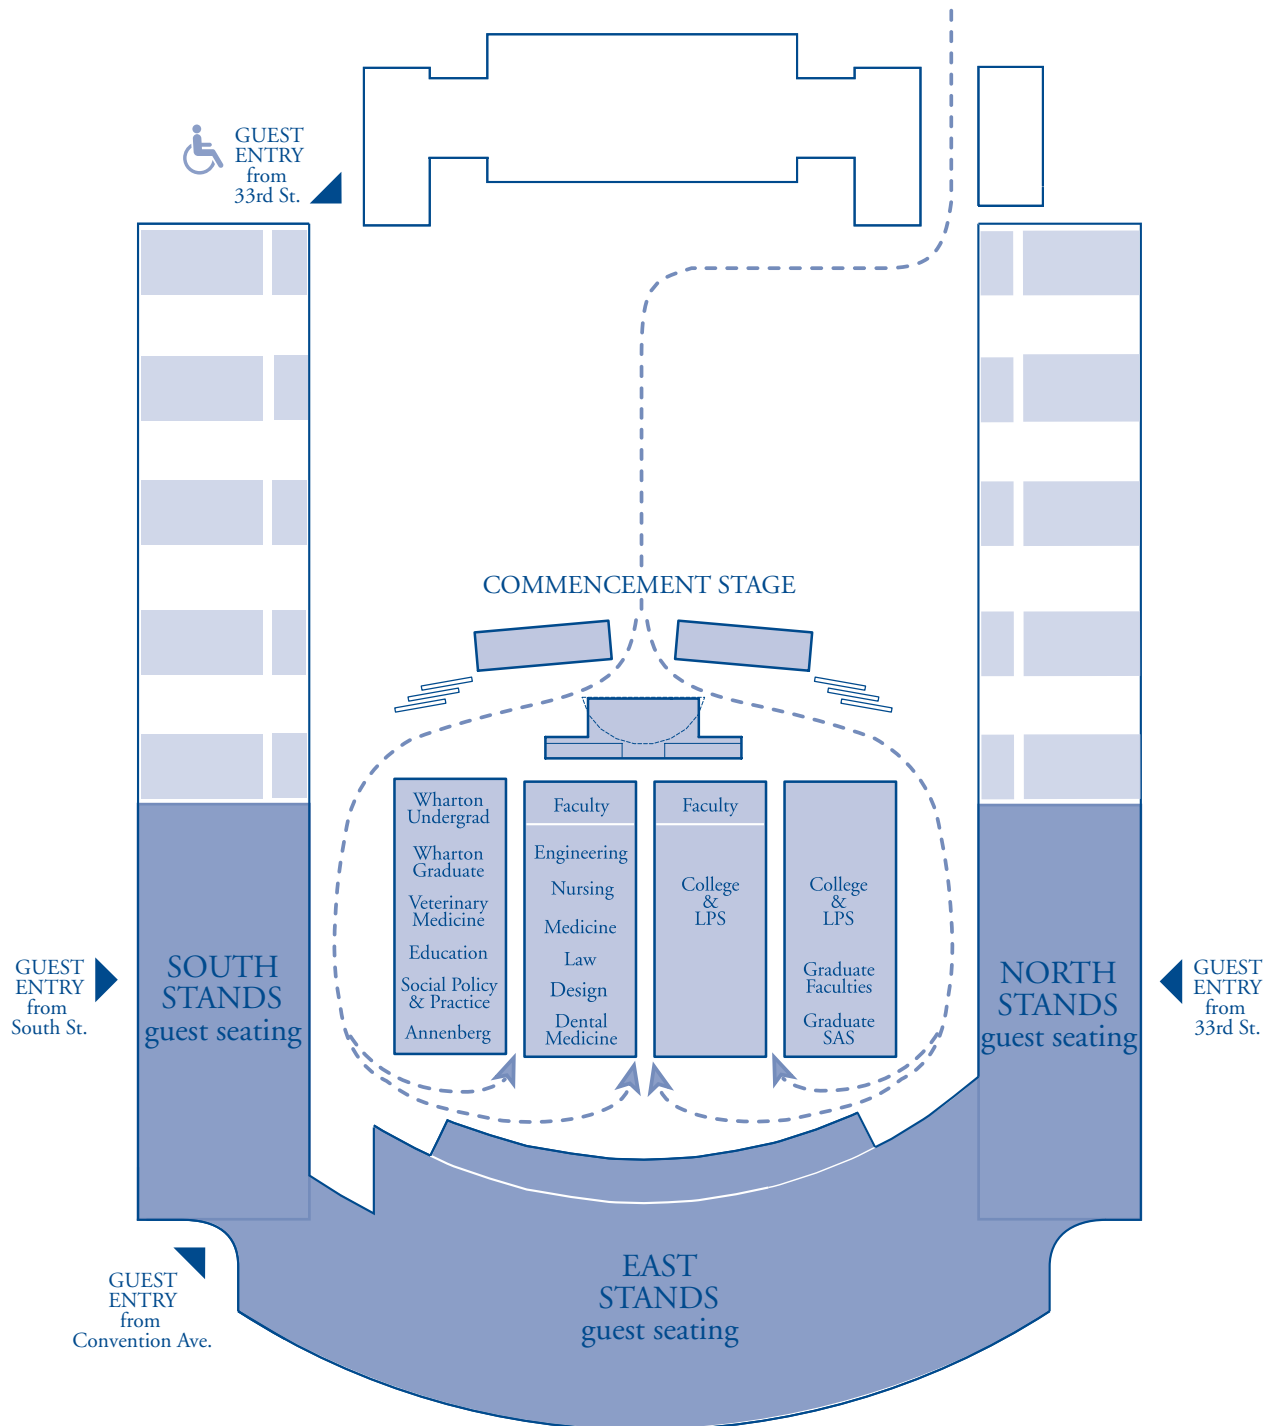 GUEST
ENTRY
from
33rd St.
COMMENCEMENT STAGE
Wharton
Undergrad
Wharton
Graduate
Veterinary
Medicine
Education
Social Policy
& Practice
Annenberg
Faculty
Engineering
Nursing
Medicine
Law
Design
Dental
Medicine
Faculty
College
&
LPS
College
&
LPS
Graduate
Faculties
Graduate
SAS
GUEST
ENTRY
from
South St.
SOUTH
STANDS
guest seating
NORTH
STANDS
guest seating
GUEST
ENTRY
from
33rd St.
GUEST
ENTRY
from
Convention Ave.
EAST
STANDS
guest seating